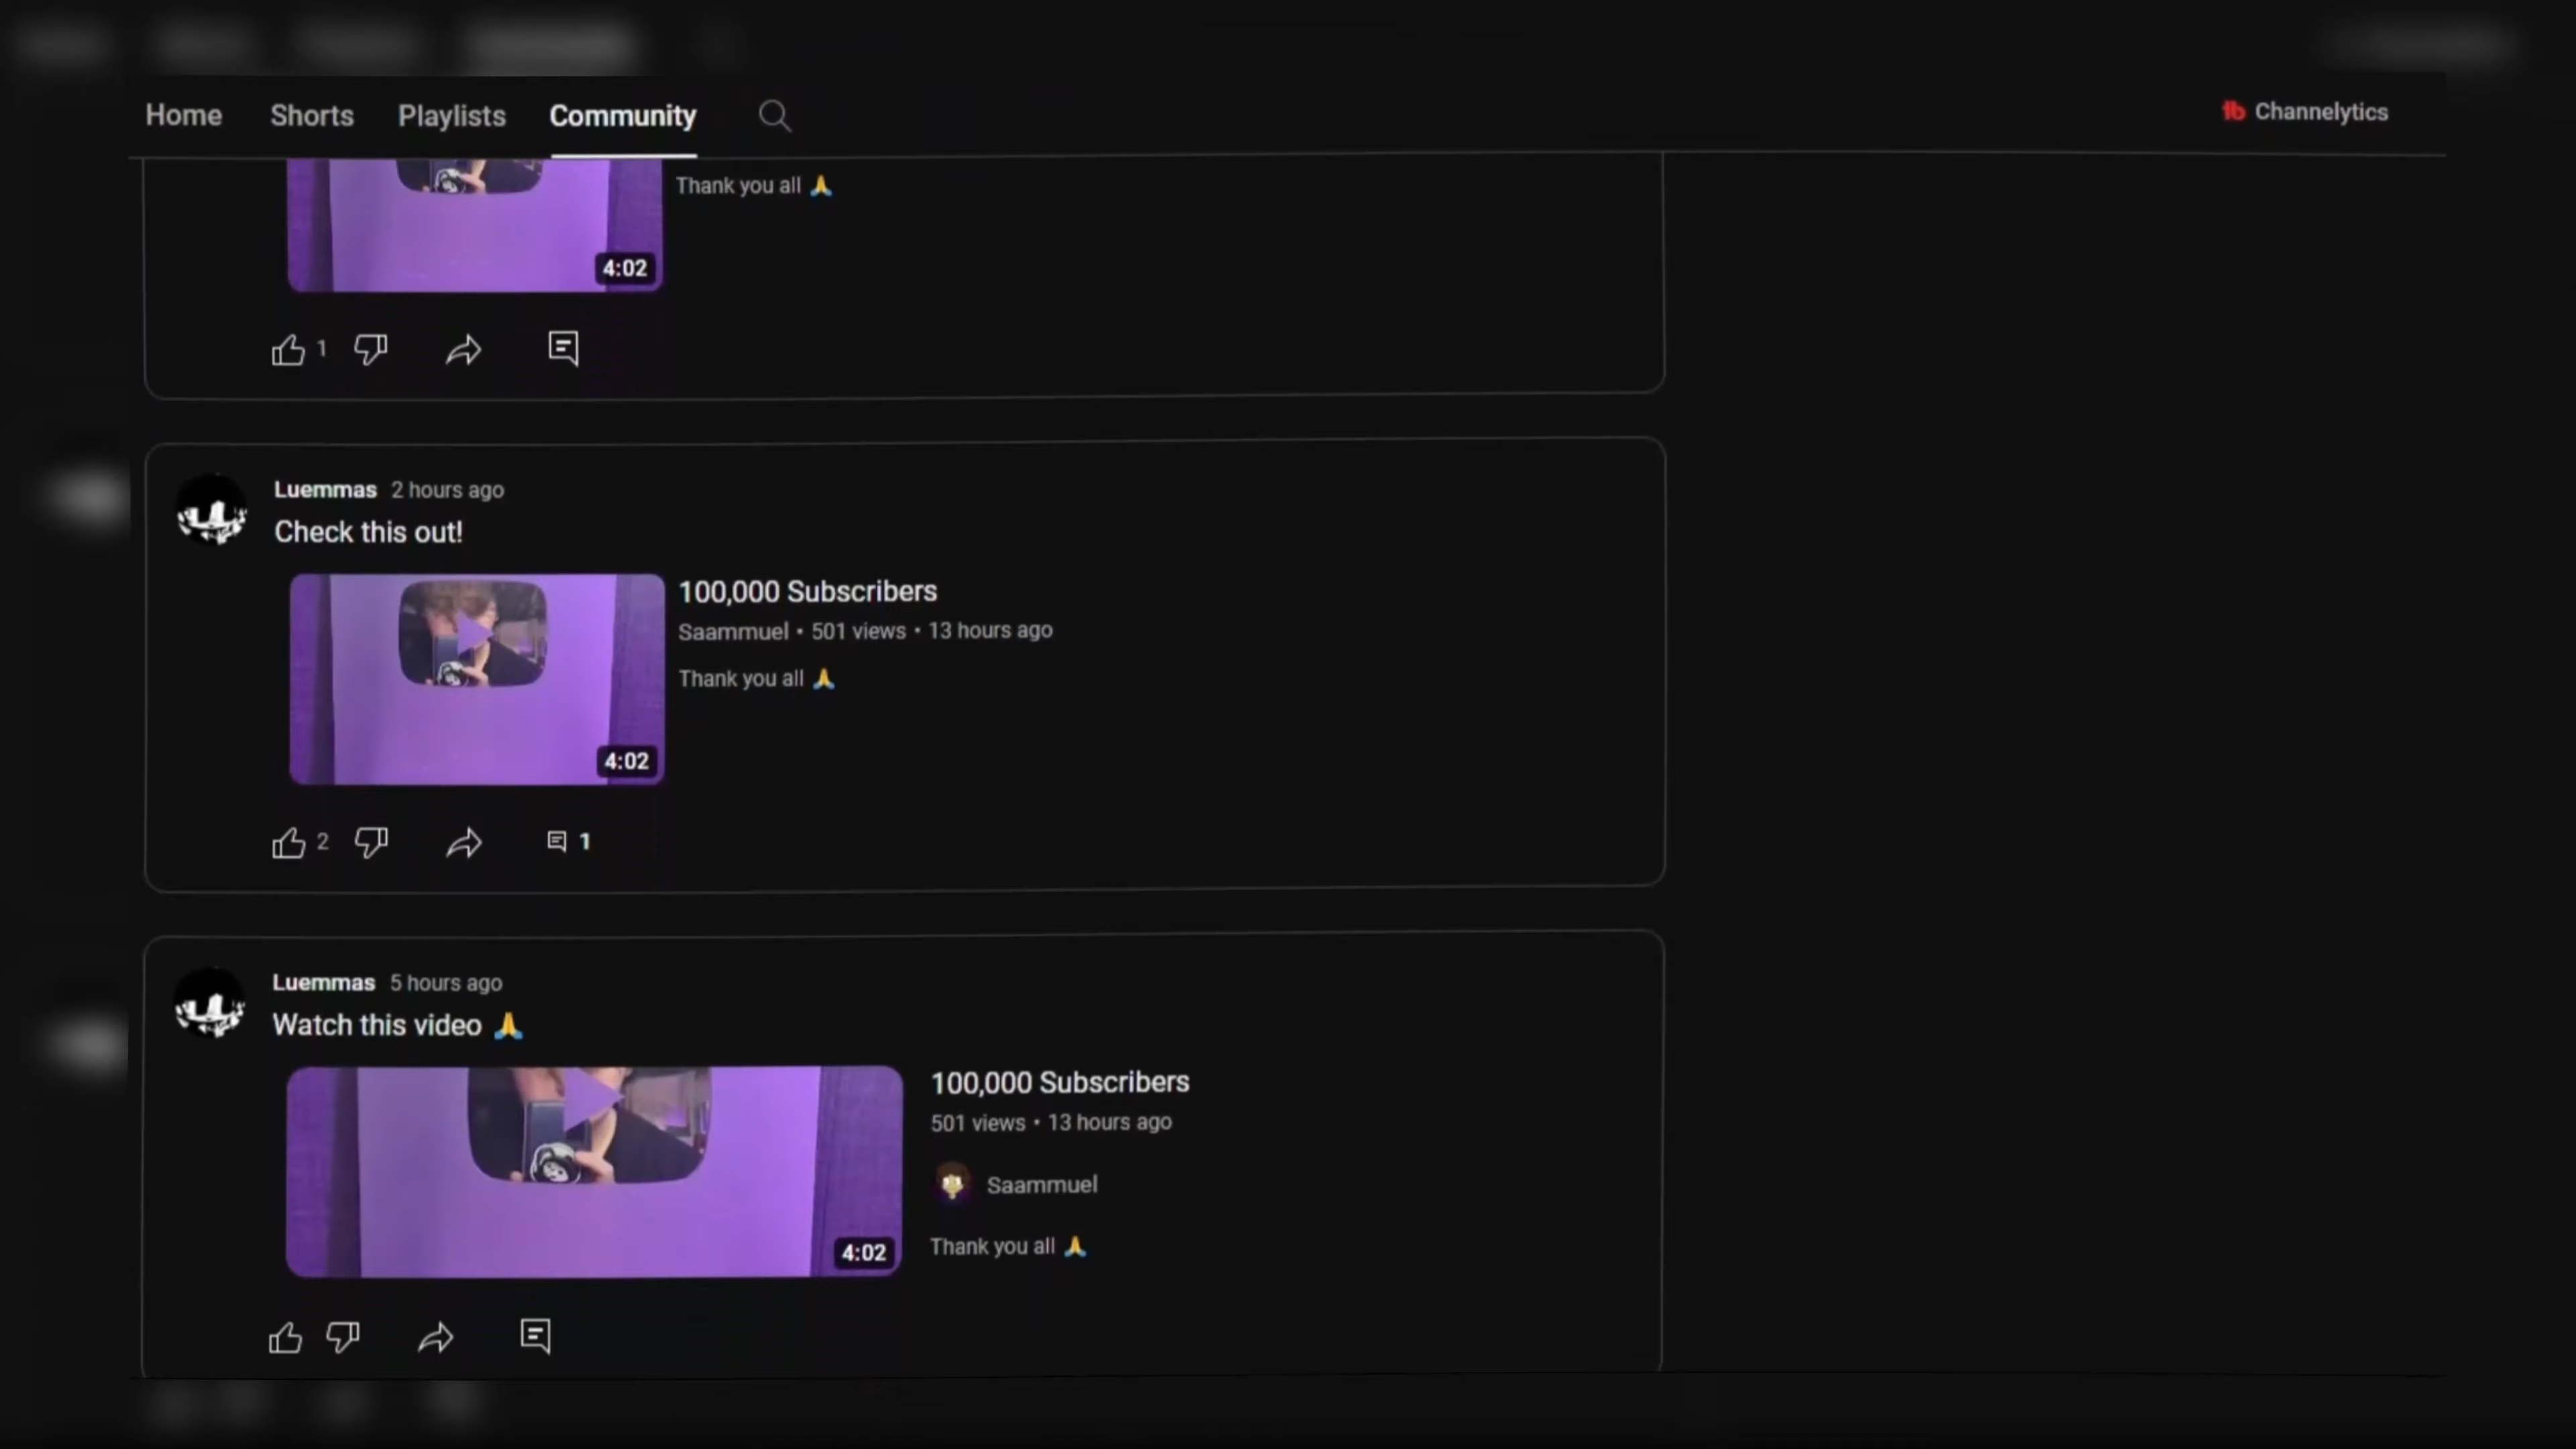 Home Shorts Playlists Community
Channelytics
Thank you all 🙏
4:02
1
Luemmas 2 hours ago
Check this out!
100,000 Subscribers
Saammuel • 501 views • 13 hours ago
Thank you all 🙏
4:02
2 1
Luemmas 5 hours ago
Watch this video 🙏
100,000 Subscribers
501 views • 13 hours ago
Saammuel
Thank you all 🙏
4:02